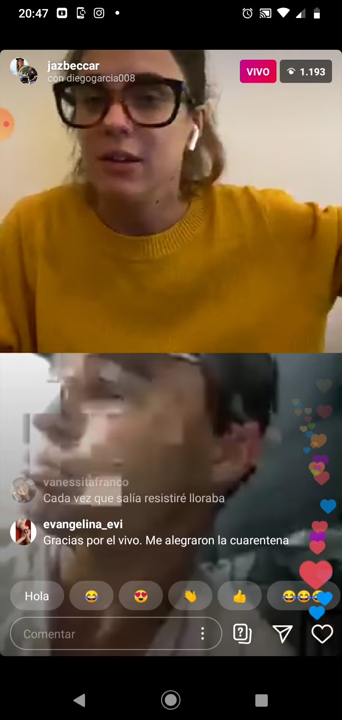 20:47
jazbeccar
con diegogarcia008
VIVO
1.193
vanessitafranco
Cada vez que salía resistiré lloraba
evangelina_evi
Gracias por el vivo. Me alegraron la cuarentena
Hola
Comentar